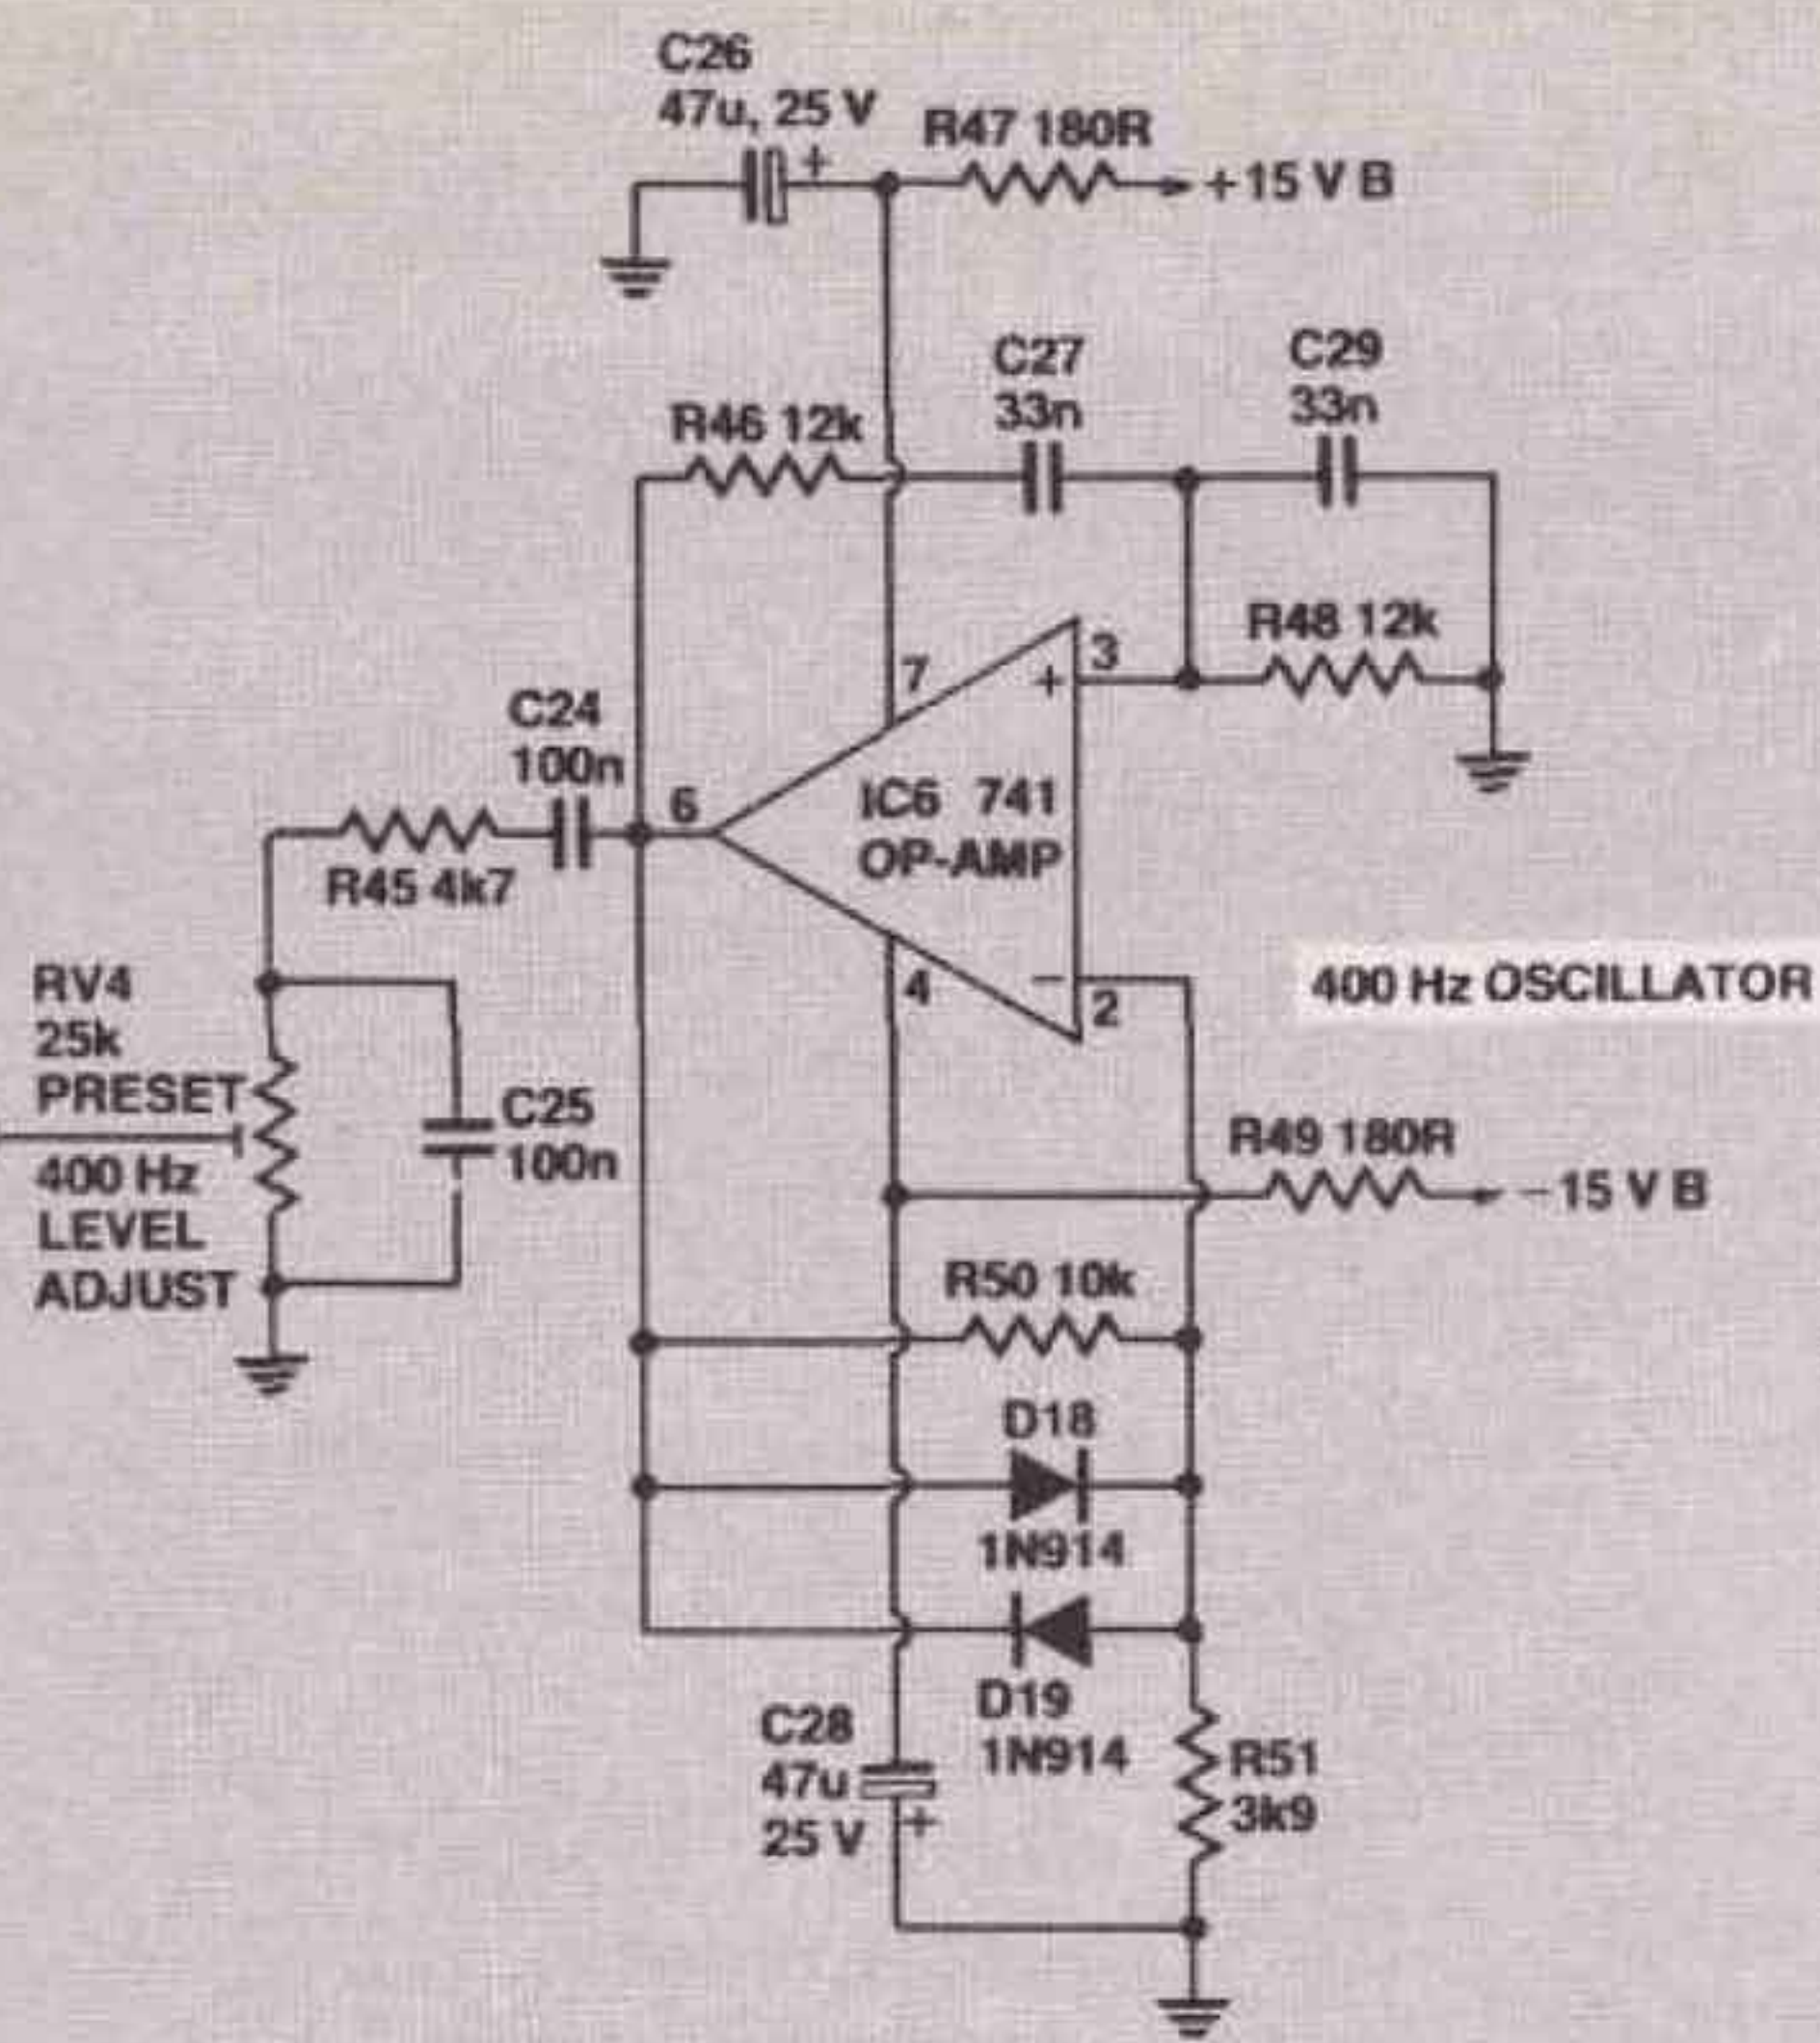 C26
47u, 25 V
+
R47 180R
+15 V B
C27
33n
C29
33n
R46 12k
R48 12k
7
+
3
C24
100n
6
IC6 741
OP-AMP
R45 4k7
4
−
2
400 Hz OSCILLATOR
RV4
25k
PRESET
400 Hz
LEVEL
ADJUST
C25
100n
R49 180R
−15 V B
R50 10k
D18
1N914
D19
1N914
C28
47u
25 V
+
R51
3k9